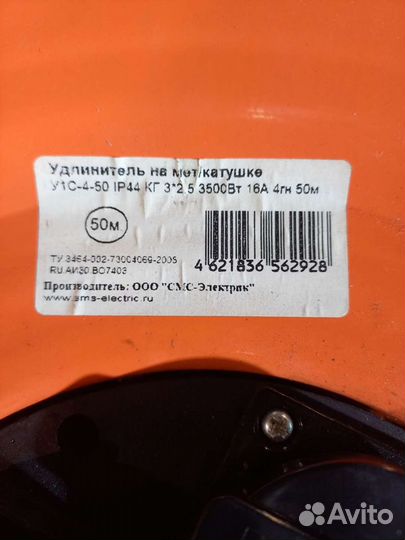 Удлинитель на мет.катушке
У1С-4-50 IP44 КГ 3*2.5 3500Вт 16А 4гн 50м
50м
ТУ 3464-002-73004069-2005
RU.АИ30.ВО7403
4 621836 562928
Производитель: ООО "СМС-Электрик"
www.sms-electric.ru
Avito